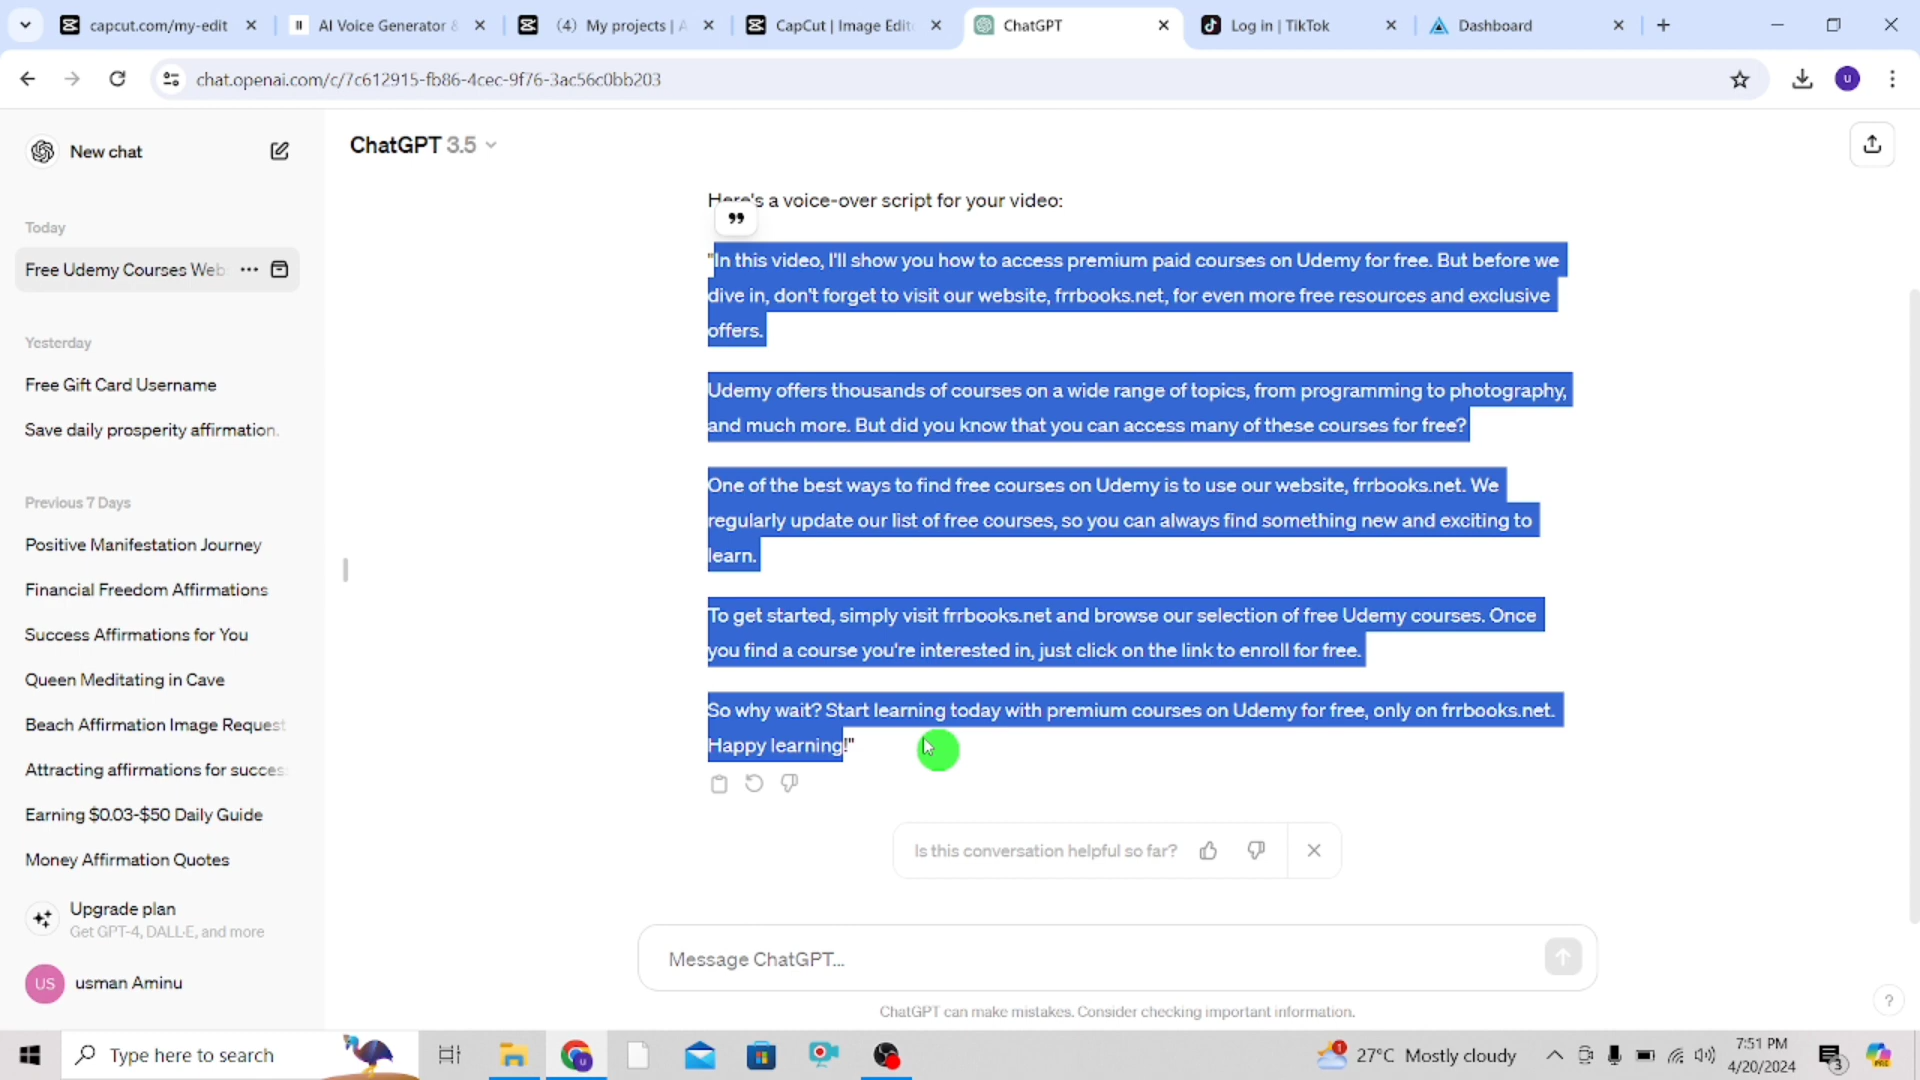 capcut.com/my-edit
AI Voice Generator &
(4) My projects | A
CapCut | Image Edit
ChatGPT
Log in | TikTok
Dashboard
chat.openai.com/c/7c612915-fb86-4cec-9f76-3ac56c0bb203
u
New chat
ChatGPT 3.5
Today
Free Udemy Courses Web
Yesterday
Free Gift Card Username
Save daily prosperity affirmation.
Previous 7 Days
Positive Manifestation Journey
Financial Freedom Affirmations
Success Affirmations for You
Queen Meditating in Cave
Beach Affirmation Image Request
Attracting affirmations for succes
Earning $0.03-$50 Daily Guide
Money Affirmation Quotes
Upgrade plan
Get GPT-4, DALL·E, and more
US
usman Aminu
Here's a voice-over script for your video:
"In this video, I'll show you how to access premium paid courses on Udemy for free. But before we
dive in, don't forget to visit our website, frrbooks.net, for even more free resources and exclusive
offers.
Udemy offers thousands of courses on a wide range of topics, from programming to photography,
and much more. But did you know that you can access many of these courses for free?
One of the best ways to find free courses on Udemy is to use our website, frrbooks.net. We
regularly update our list of free courses, so you can always find something new and exciting to
learn.
To get started, simply visit frrbooks.net and browse our selection of free Udemy courses. Once
you find a course you're interested in, just click on the link to enroll for free.
So why wait? Start learning today with premium courses on Udemy for free, only on frrbooks.net.
Happy learning!"
Is this conversation helpful so far?
Message ChatGPT...
ChatGPT can make mistakes. Consider checking important information.
?
Type here to search
1
27°C Mostly cloudy
7:51 PM
4/20/2024
3
PRE